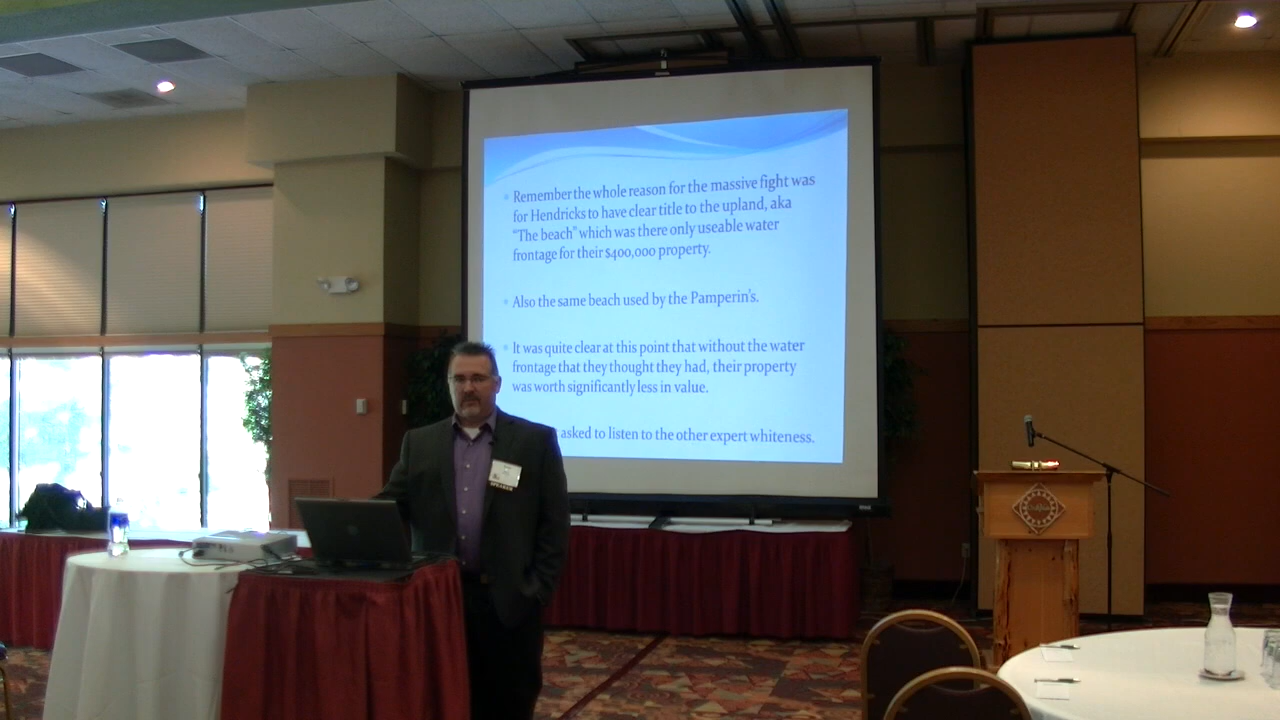 Remember the whole reason for the massive fight was
for Hendricks to have clear title to the upland, aka
"The beach" which was there only useable water
frontage for their $400,000 property.
Also the same beach used by the Pamperin's.
It was quite clear at this point that without the water
frontage that they thought they had, their property
was worth significantly less in value.
asked to listen to the other expert whiteness.
SPEAKER